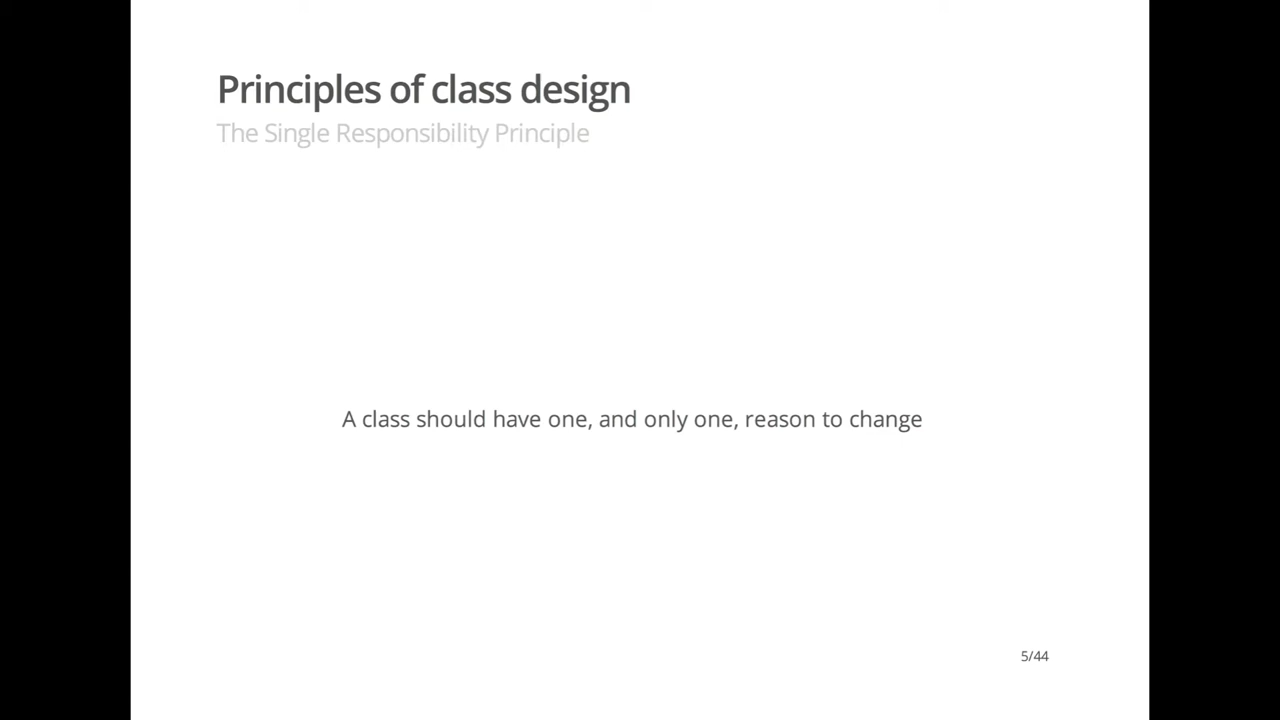 Principles of class design
The Single Responsibility Principle
A class should have one, and only one, reason to change
5/44